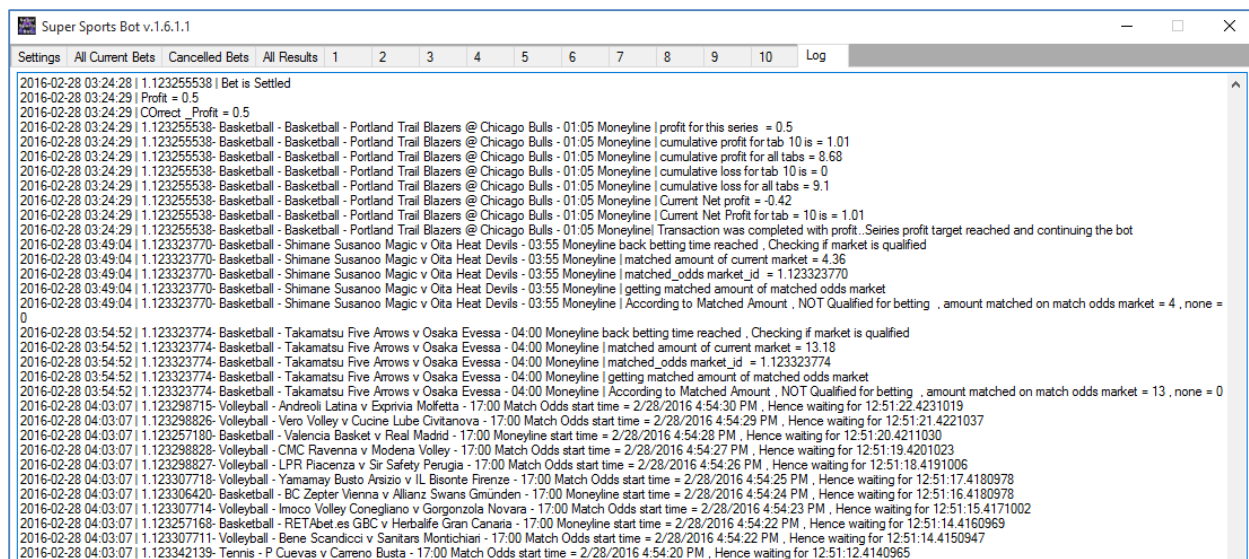 Super Sports Bot v.1.6.1.1
Settings All Current Bets Cancelled Bets All Results 1 2 3 4 5 6 7 8 9 10 Log
2016-02-28 03:24:28 | 1.123255538 | Bet is Settled
2016-02-28 03:24:29 | Profit = 0.5
2016-02-28 03:24:29 | COrrect _Profit = 0.5
2016-02-28 03:24:29 | 1.123255538- Basketball - Basketball - Portland Trail Blazers @ Chicago Bulls - 01:05 Moneyline | profit for this series = 0.5
2016-02-28 03:24:29 | 1.123255538- Basketball - Basketball - Portland Trail Blazers @ Chicago Bulls - 01:05 Moneyline | cumulative profit for tab 10 is = 1.01
2016-02-28 03:24:29 | 1.123255538- Basketball - Basketball - Portland Trail Blazers @ Chicago Bulls - 01:05 Moneyline | cumulative profit for all tabs = 8.68
2016-02-28 03:24:29 | 1.123255538- Basketball - Basketball - Portland Trail Blazers @ Chicago Bulls - 01:05 Moneyline | cumulative loss for tab 10 is = 0
2016-02-28 03:24:29 | 1.123255538- Basketball - Basketball - Portland Trail Blazers @ Chicago Bulls - 01:05 Moneyline | cumulative loss for all tabs = 9.1
2016-02-28 03:24:29 | 1.123255538- Basketball - Basketball - Portland Trail Blazers @ Chicago Bulls - 01:05 Moneyline | Current Net profit = -0.42
2016-02-28 03:24:29 | 1.123255538- Basketball - Basketball - Portland Trail Blazers @ Chicago Bulls - 01:05 Moneyline | Current Net Profit for tab = 10 is = 1.01
2016-02-28 03:24:29 | 1.123255538- Basketball - Basketball - Portland Trail Blazers @ Chicago Bulls - 01:05 Moneyline| Transaction was completed with profit..Seiries profit target reached and continuing the bot
2016-02-28 03:49:04 | 1.123323770- Basketball - Shimane Susanoo Magic v Oita Heat Devils - 03:55 Moneyline back betting time reached , Checking if market is qualified
2016-02-28 03:49:04 | 1.123323770- Basketball - Shimane Susanoo Magic v Oita Heat Devils - 03:55 Moneyline | matched amount of current market = 4.36
2016-02-28 03:49:04 | 1.123323770- Basketball - Shimane Susanoo Magic v Oita Heat Devils - 03:55 Moneyline | matched_odds market_id = 1.123323770
2016-02-28 03:49:04 | 1.123323770- Basketball - Shimane Susanoo Magic v Oita Heat Devils - 03:55 Moneyline | getting matched amount of matched odds market
2016-02-28 03:49:04 | 1.123323770- Basketball - Shimane Susanoo Magic v Oita Heat Devils - 03:55 Moneyline | According to Matched Amount , NOT Qualified for betting , amount matched on match odds market = 4 , none =
0
2016-02-28 03:54:52 | 1.123323774- Basketball - Takamatsu Five Arrows v Osaka Evessa - 04:00 Moneyline back betting time reached , Checking if market is qualified
2016-02-28 03:54:52 | 1.123323774- Basketball - Takamatsu Five Arrows v Osaka Evessa - 04:00 Moneyline | matched amount of current market = 13.18
2016-02-28 03:54:52 | 1.123323774- Basketball - Takamatsu Five Arrows v Osaka Evessa - 04:00 Moneyline | matched_odds market_id = 1.123323774
2016-02-28 03:54:52 | 1.123323774- Basketball - Takamatsu Five Arrows v Osaka Evessa - 04:00 Moneyline | getting matched amount of matched odds market
2016-02-28 03:54:52 | 1.123323774- Basketball - Takamatsu Five Arrows v Osaka Evessa - 04:00 Moneyline | According to Matched Amount , NOT Qualified for betting , amount matched on match odds market = 13 , none = 0
2016-02-28 04:03:07 | 1.123298715- Volleyball - Andreoli Latina v Exprivia Molfetta - 17:00 Match Odds start time = 2/28/2016 4:54:30 PM , Hence waiting for 12:51:22.4231019
2016-02-28 04:03:07 | 1.123298826- Volleyball - Vero Volley v Cucine Lube Civitanova - 17:00 Match Odds start time = 2/28/2016 4:54:29 PM , Hence waiting for 12:51:21.4221037
2016-02-28 04:03:07 | 1.123257180- Basketball - Valencia Basket v Real Madrid - 17:00 Moneyline start time = 2/28/2016 4:54:28 PM , Hence waiting for 12:51:20.4211030
2016-02-28 04:03:07 | 1.123298828- Volleyball - CMC Ravenna v Modena Volley - 17:00 Match Odds start time = 2/28/2016 4:54:27 PM , Hence waiting for 12:51:19.4201023
2016-02-28 04:03:07 | 1.123298827- Volleyball - LPR Piacenza v Sir Safety Perugia - 17:00 Match Odds start time = 2/28/2016 4:54:26 PM , Hence waiting for 12:51:18.4191006
2016-02-28 04:03:07 | 1.123307718- Volleyball - Yamamay Busto Arsizio v IL Bisonte Firenze - 17:00 Match Odds start time = 2/28/2016 4:54:25 PM , Hence waiting for 12:51:17.4180978
2016-02-28 04:03:07 | 1.123306420- Basketball - BC Zepter Vienna v Allianz Swans Gmünden - 17:00 Moneyline start time = 2/28/2016 4:54:24 PM , Hence waiting for 12:51:16.4180978
2016-02-28 04:03:07 | 1.123307714- Volleyball - Imoco Volley Conegliano v Gorgonzola Novara - 17:00 Match Odds start time = 2/28/2016 4:54:23 PM , Hence waiting for 12:51:15.4171002
2016-02-28 04:03:07 | 1.123257168- Basketball - RETAbet.es GBC v Herbalife Gran Canaria - 17:00 Moneyline start time = 2/28/2016 4:54:22 PM , Hence waiting for 12:51:14.4160969
2016-02-28 04:03:07 | 1.123307711- Volleyball - Bene Scandicci v Sanitars Montichiari - 17:00 Match Odds start time = 2/28/2016 4:54:21 PM , Hence waiting for 12:51:14.4150947
2016-02-28 04:03:07 | 1.123342139- Tennis - P Cuevas v Carreno Busta - 17:00 Match Odds start time = 2/28/2016 4:54:20 PM , Hence waiting for 12:51:12.4140965